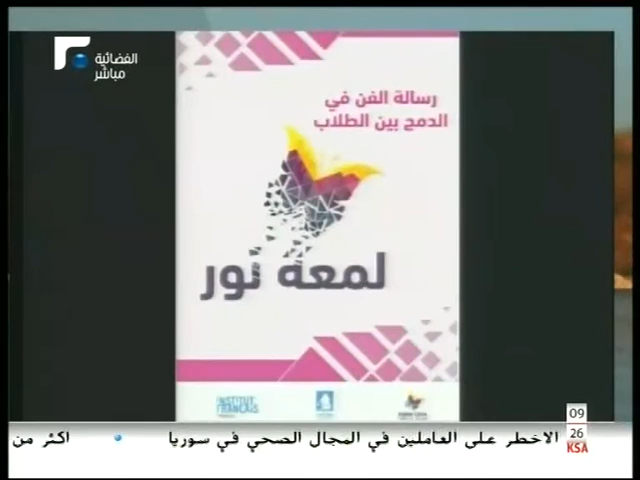 الفضائية
مباشر
رسالة الفن في
الدمج بين الطلاب
لمعه نور
INSTITUT
FRANÇAIS
09
26
KSA
الاخطر على العاملين في المجال الصحي في سوريا
اكثر من